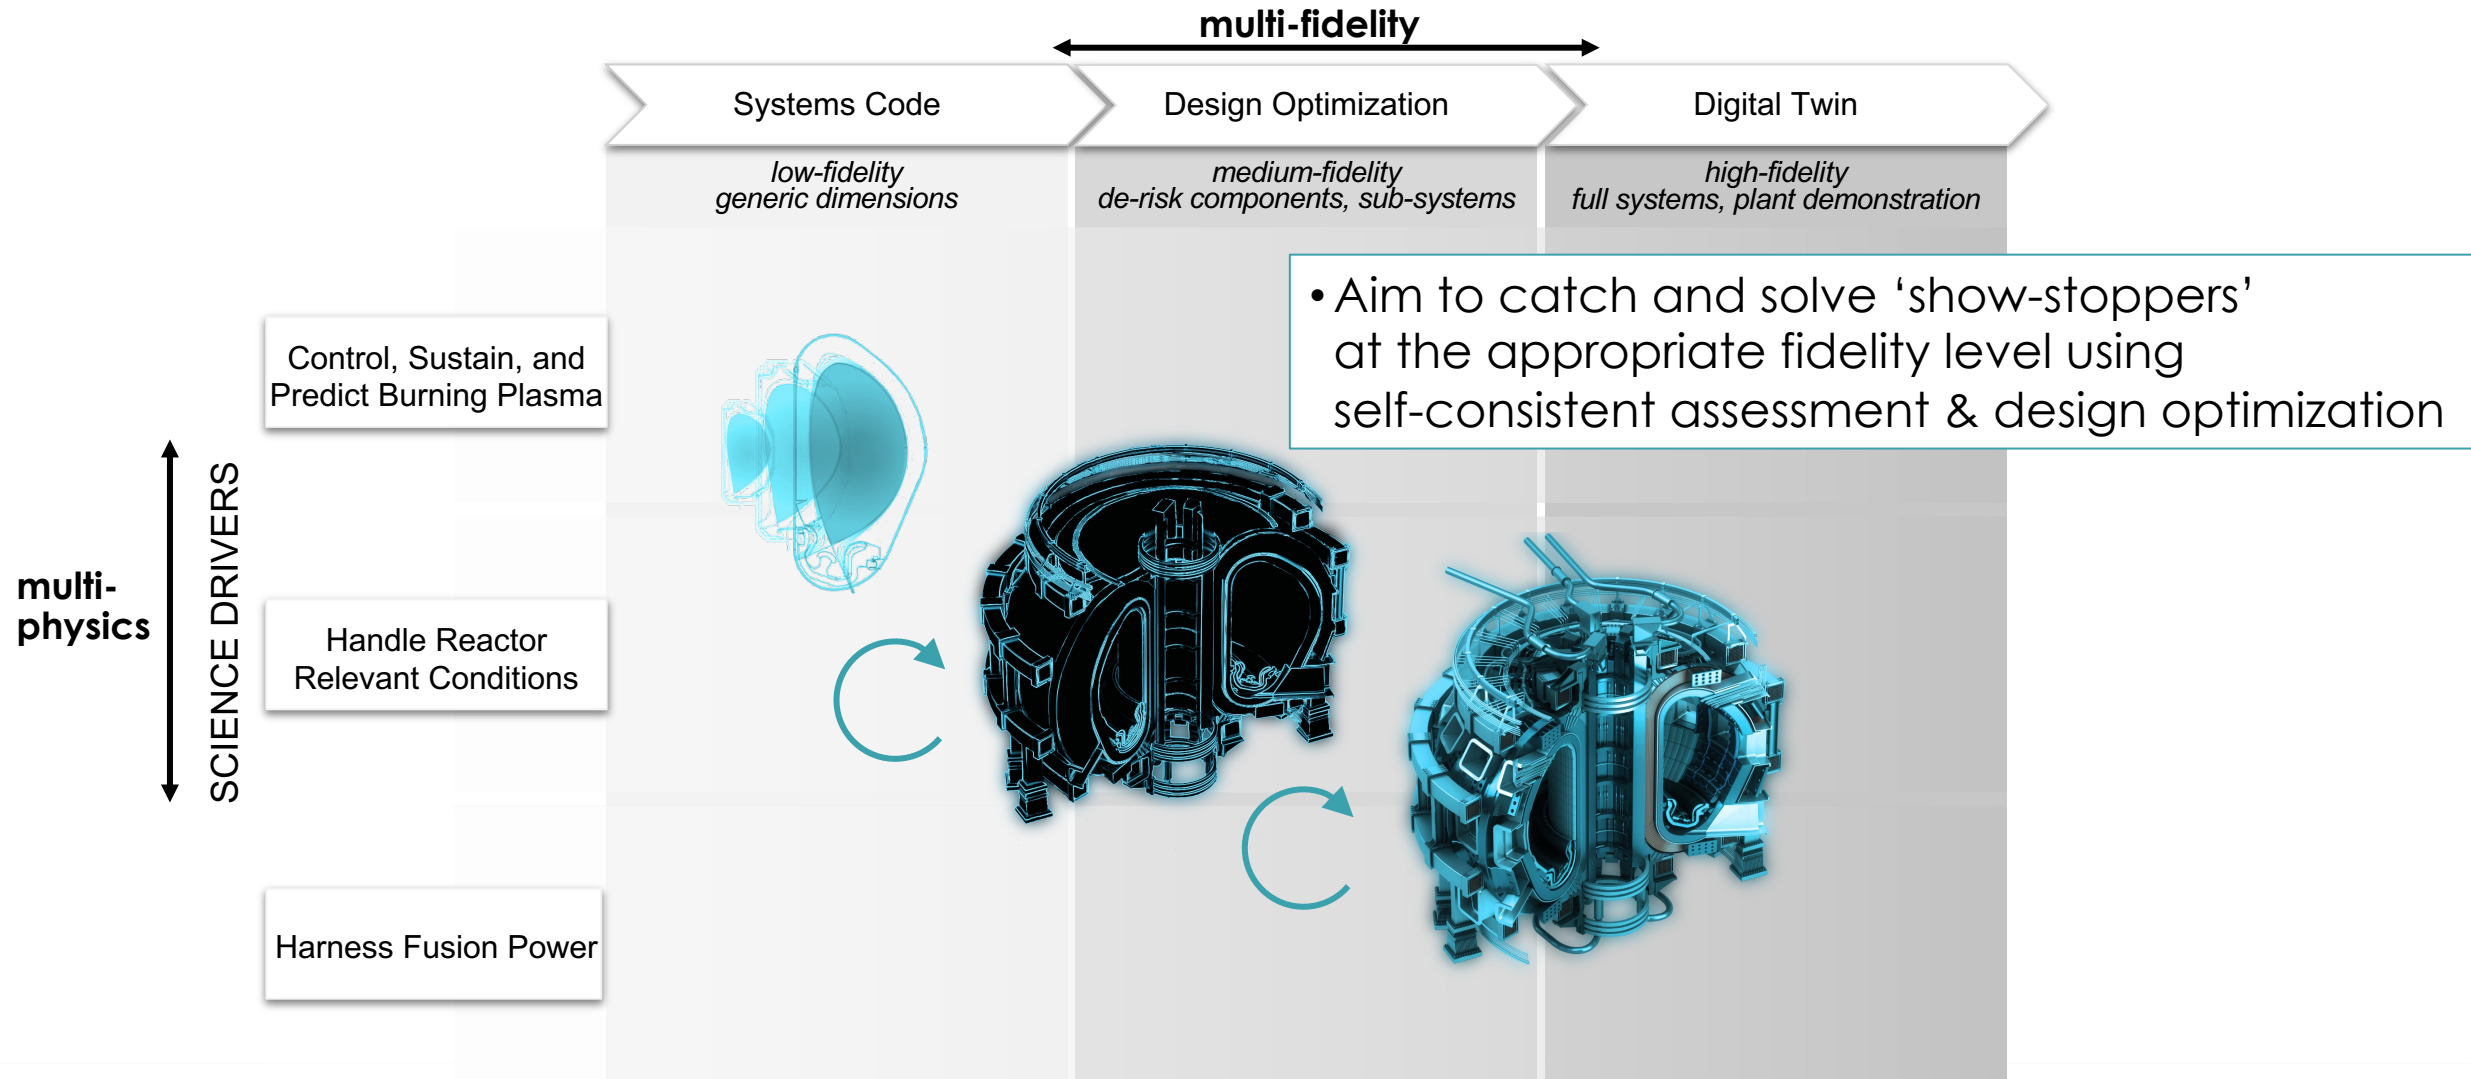 multi-fidelity
Systems Code
Design Optimization
Digital Twin
low-fidelity
generic dimensions
medium-fidelity
de-risk components, sub-systems
high-fidelity
full systems, plant demonstration
• Aim to catch and solve ‘show-stoppers’
at the appropriate fidelity level using
self-consistent assessment & design optimization
Control, Sustain, and
Predict Burning Plasma
multi-
physics
SCIENCE DRIVERS
Handle Reactor
Relevant Conditions
Harness Fusion Power